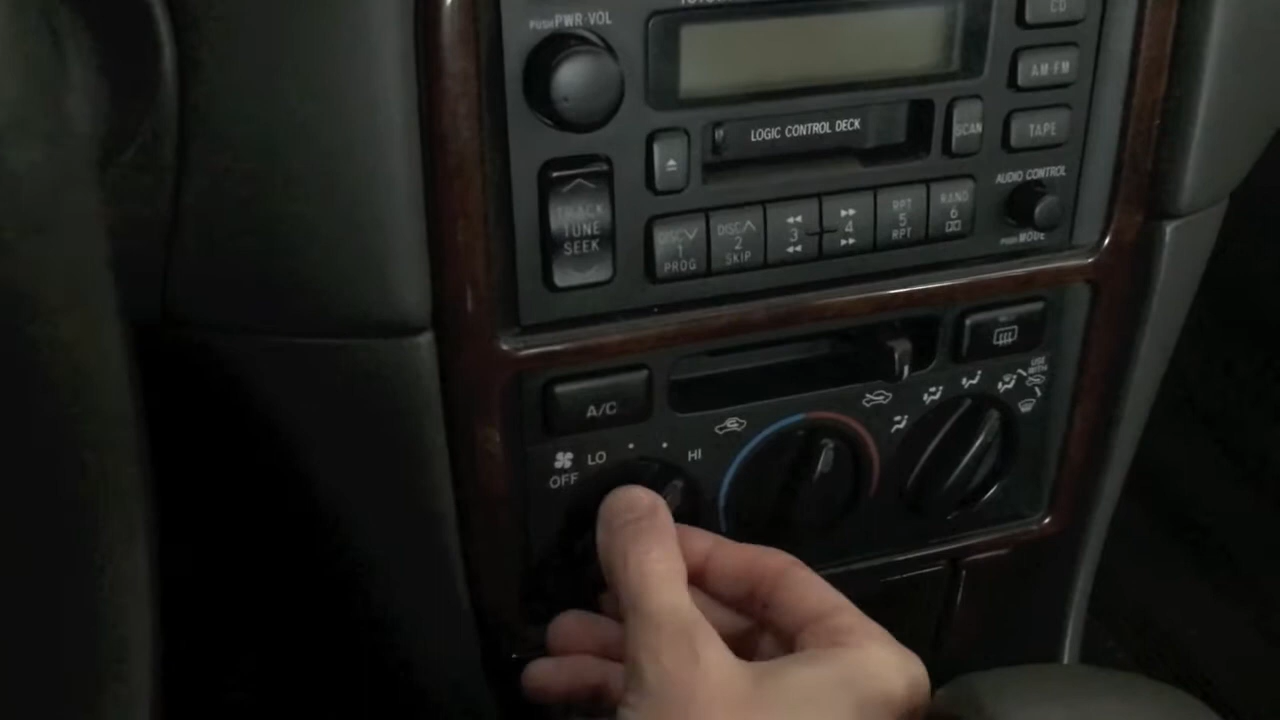 PUSH PWR·VOL
CD
AM·FM
LOGIC CONTROL DECK
SCAN
TAPE
TRACK
TUNE
SEEK
AUDIO CONTROL
PUSH MODE
DISC
1
PROG
DISC
2
SKIP
3
4
RPT
5
RPT
RAND
6
A/C
LO
HI
OFF
USE
WITH